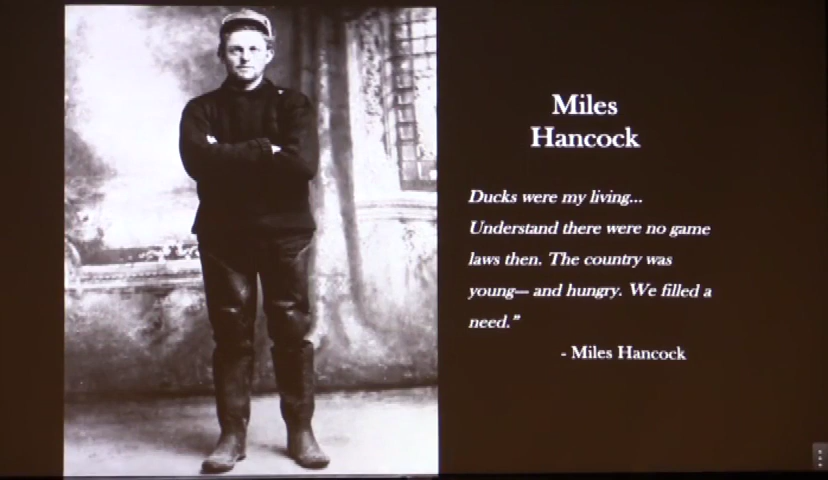 Miles
Hancock
Ducks were my living...
Understand there were no game
laws then. The country was
young— and hungry. We filled a
need.”
- Miles Hancock